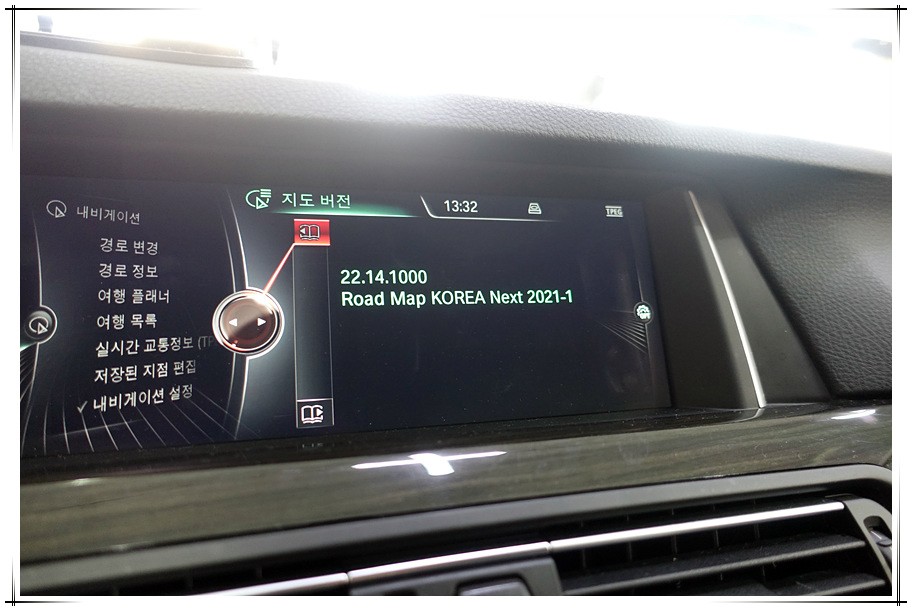 내비게이션
경로 변경
경로 정보
여행 플래너
여행 목록
실시간 교통정보
저장된 지점 편집
✓ 내비게이션 설정
지도 버전
13:32
TPEG
22.14.1000
Road Map KOREA Next 2021-1